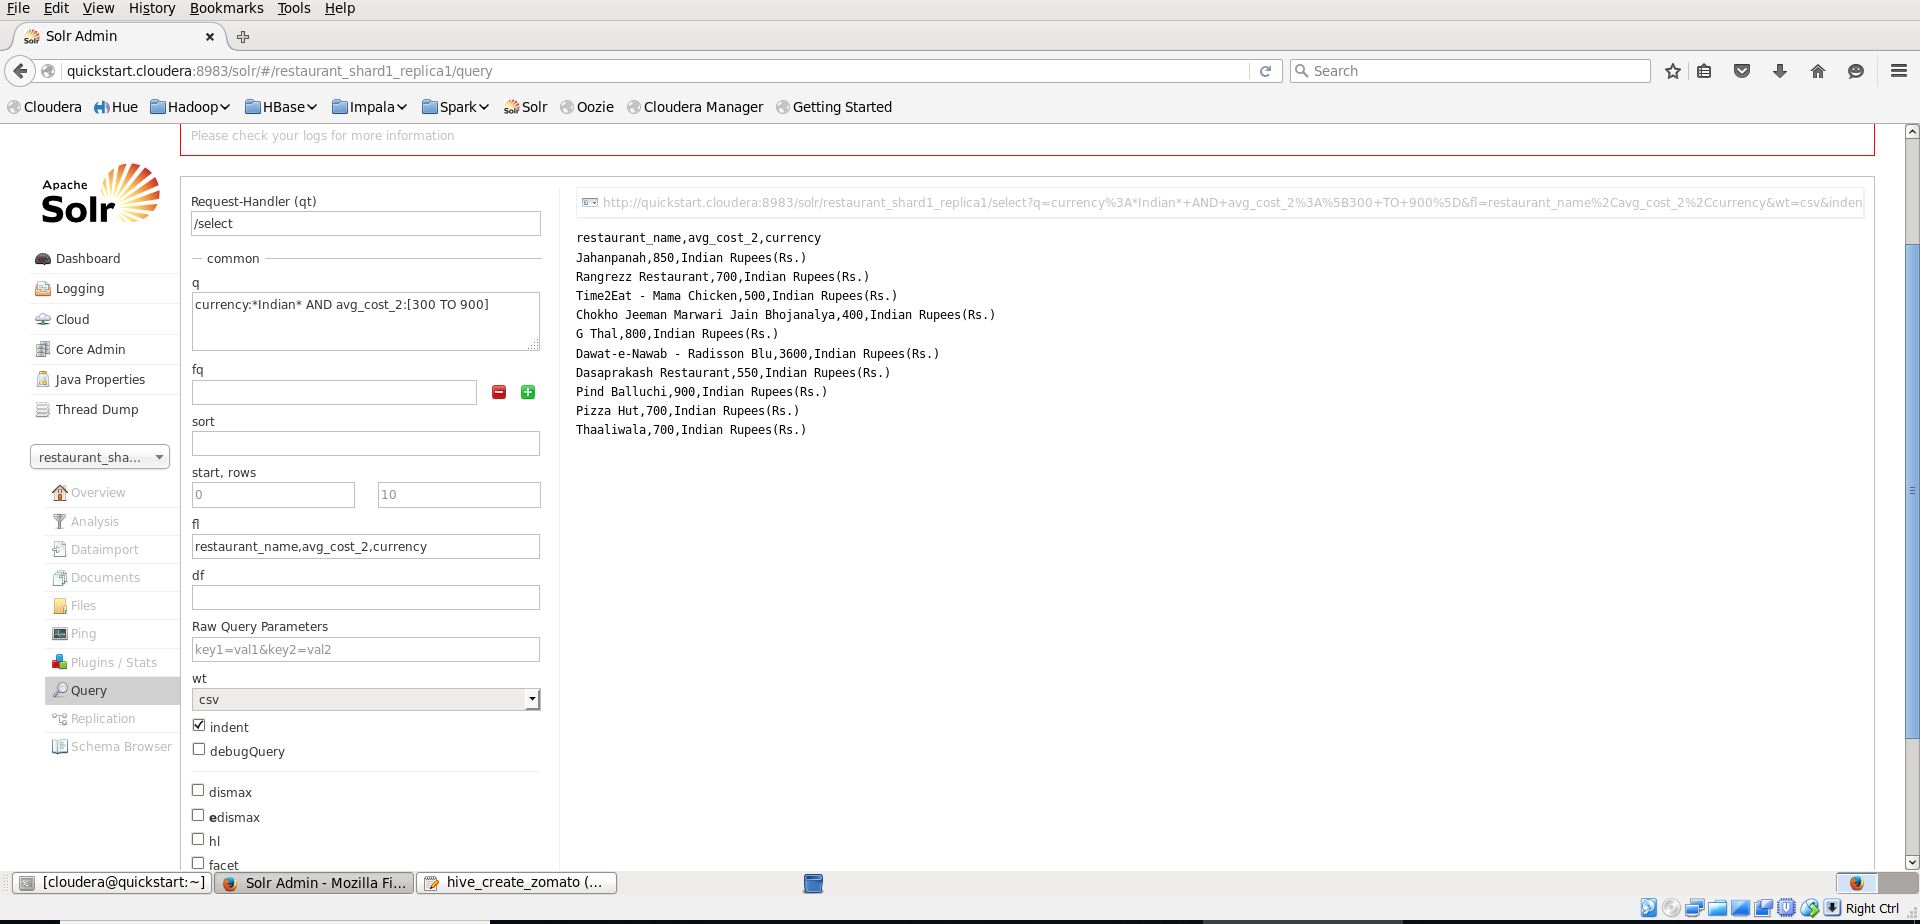 File Edit View History Bookmarks Tools Help
Solr Admin
quickstart.cloudera:8983/solr/#/restaurant_shard1_replica1/query
Search
Cloudera Hue Hadoop HBase Impala Spark Solr Oozie Cloudera Manager Getting Started
Please check your logs for more information
Apache
Solr
Dashboard
Logging
Cloud
Core Admin
Java Properties
Thread Dump
restaurant_sha...
Overview
Analysis
Dataimport
Documents
Files
Ping
Plugins / Stats
Query
Replication
Schema Browser
Request-Handler (qt)
/select
common
q
currency:*Indian* AND avg_cost_2:[300 TO 900]
fq
sort
start, rows
0 10
fl
restaurant_name,avg_cost_2,currency
df
Raw Query Parameters
key1=val1&key2=val2
wt
csv
indent
debugQuery
dismax
edismax
hl
facet
http://quickstart.cloudera:8983/solr/restaurant_shard1_replica1/select?q=currency%3A*Indian*+AND+avg_cost_2%3A%5B300+TO+900%5D&fl=restaurant_name%2Cavg_cost_2%2Ccurrency&wt=csv&inden
restaurant_name,avg_cost_2,currency
Jahanpanah,850,Indian Rupees(Rs.)
Rangrezz Restaurant,700,Indian Rupees(Rs.)
Time2Eat - Mama Chicken,500,Indian Rupees(Rs.)
Chokho Jeeman Marwari Jain Bhojanalya,400,Indian Rupees(Rs.)
G Thal,800,Indian Rupees(Rs.)
Dawat-e-Nawab - Radisson Blu,3600,Indian Rupees(Rs.)
Dasaprakash Restaurant,550,Indian Rupees(Rs.)
Pind Balluchi,900,Indian Rupees(Rs.)
Pizza Hut,700,Indian Rupees(Rs.)
Thaaliwala,700,Indian Rupees(Rs.)
[cloudera@quickstart:~] Solr Admin - Mozilla Fi... hive_create_zomato (...
Right Ctrl